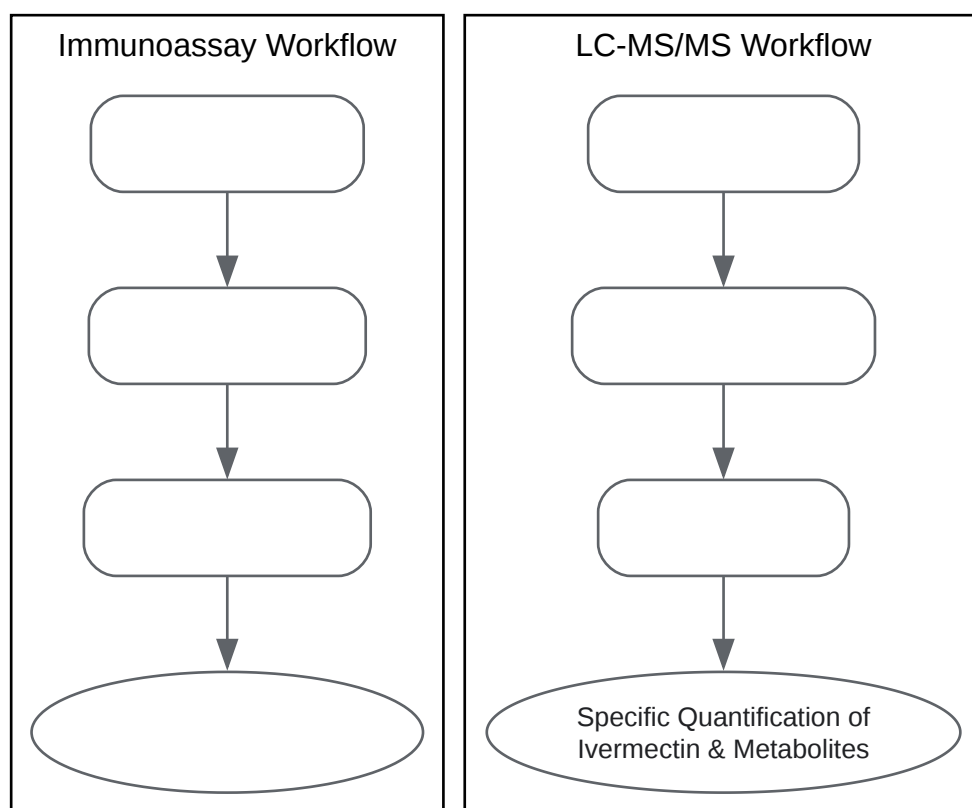 Immunoassay Workflow
LC-MS/MS Workflow
Specific Quantification of
Ivermectin & Metabolites